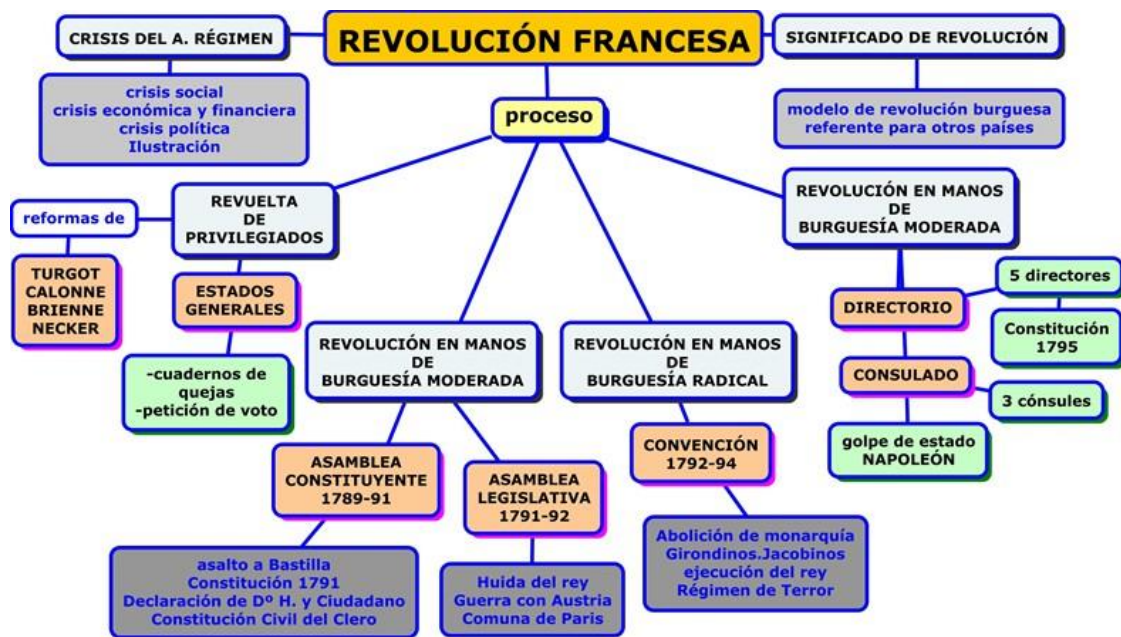 REVOLUCIÓN FRANCESA
CRISIS DEL A. RÉGIMEN
crisis social
crisis económica y financiera
crisis política
Ilustración
SIGNIFICADO DE REVOLUCIÓN
modelo de revolución burguesa
referente para otros países
proceso
REVUELTA
DE
PRIVILEGIADOS
reformas de
TURGOT
CALONNE
BRIENNE
NECKER
ESTADOS
GENERALES
-cuadernos de
quejas
-petición de voto
REVOLUCIÓN EN MANOS
DE
BURGUESÍA MODERADA
ASAMBLEA
CONSTITUYENTE
1789-91
asalto a Bastilla
Constitución 1791
Declaración de Dº H. y Ciudadano
Constitución Civil del Clero
ASAMBLEA
LEGISLATIVA
1791-92
Huida del rey
Guerra con Austria
Comuna de Paris
REVOLUCIÓN EN MANOS
DE
BURGUESÍA RADICAL
CONVENCIÓN
1792-94
Abolición de monarquía
Girondinos.Jacobinos
ejecución del rey
Régimen de Terror
REVOLUCIÓN EN MANOS
DE
BURGUESÍA MODERADA
DIRECTORIO
5 directores
Constitución
1795
CONSULADO
3 cónsules
golpe de estado
NAPOLEÓN